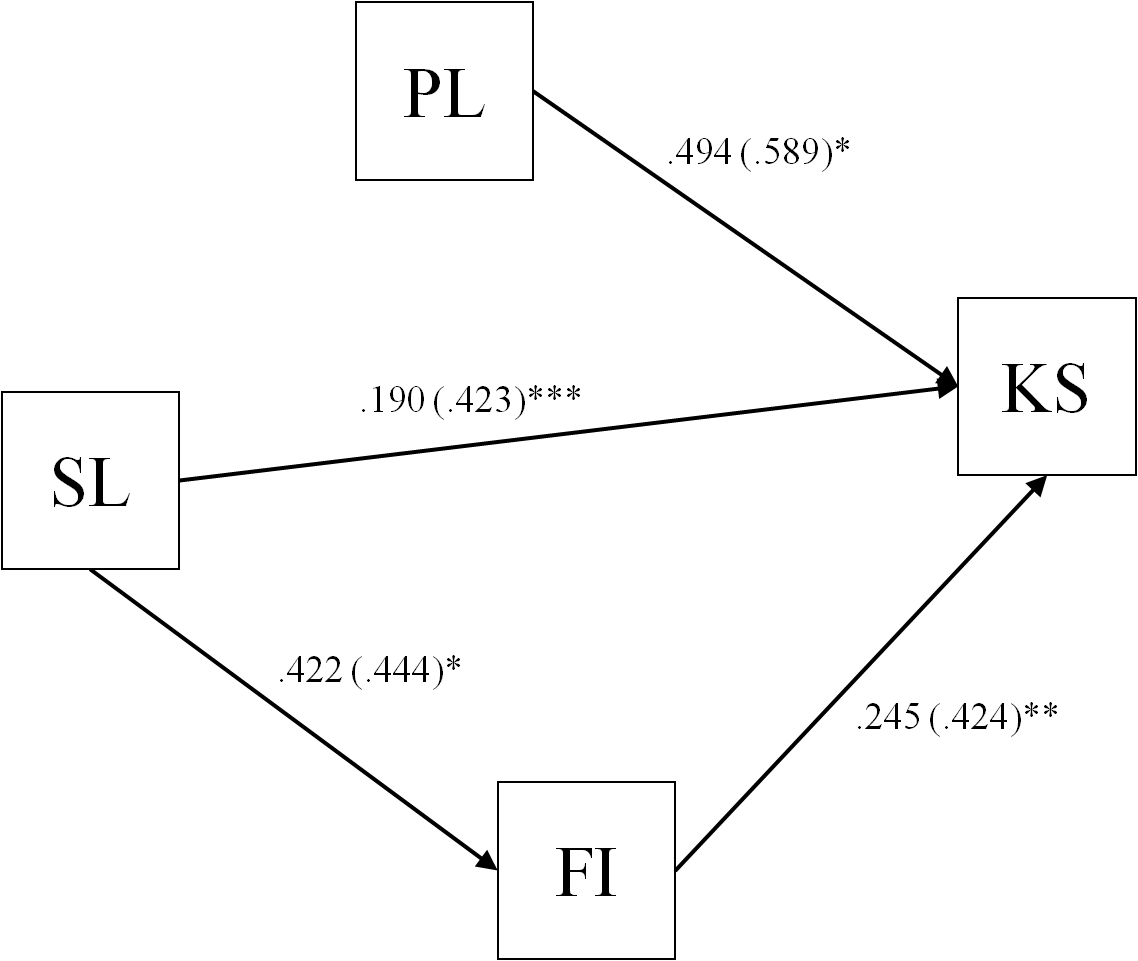 PL
.494 (.589)*
KS
.190 (.423)***
SL
.422 (.444)*
.245 (.424)**
FI